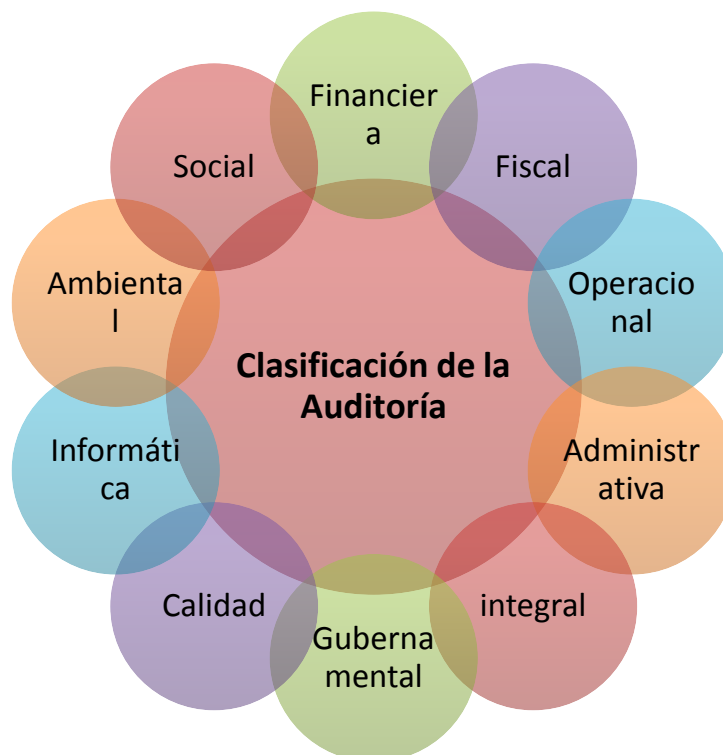 Financier
a
Fiscal
Operacio
nal
Administr
ativa
integral
Guberna
mental
Calidad
Informáti
ca
Ambienta
l
Social
Clasificación de la
Auditoría